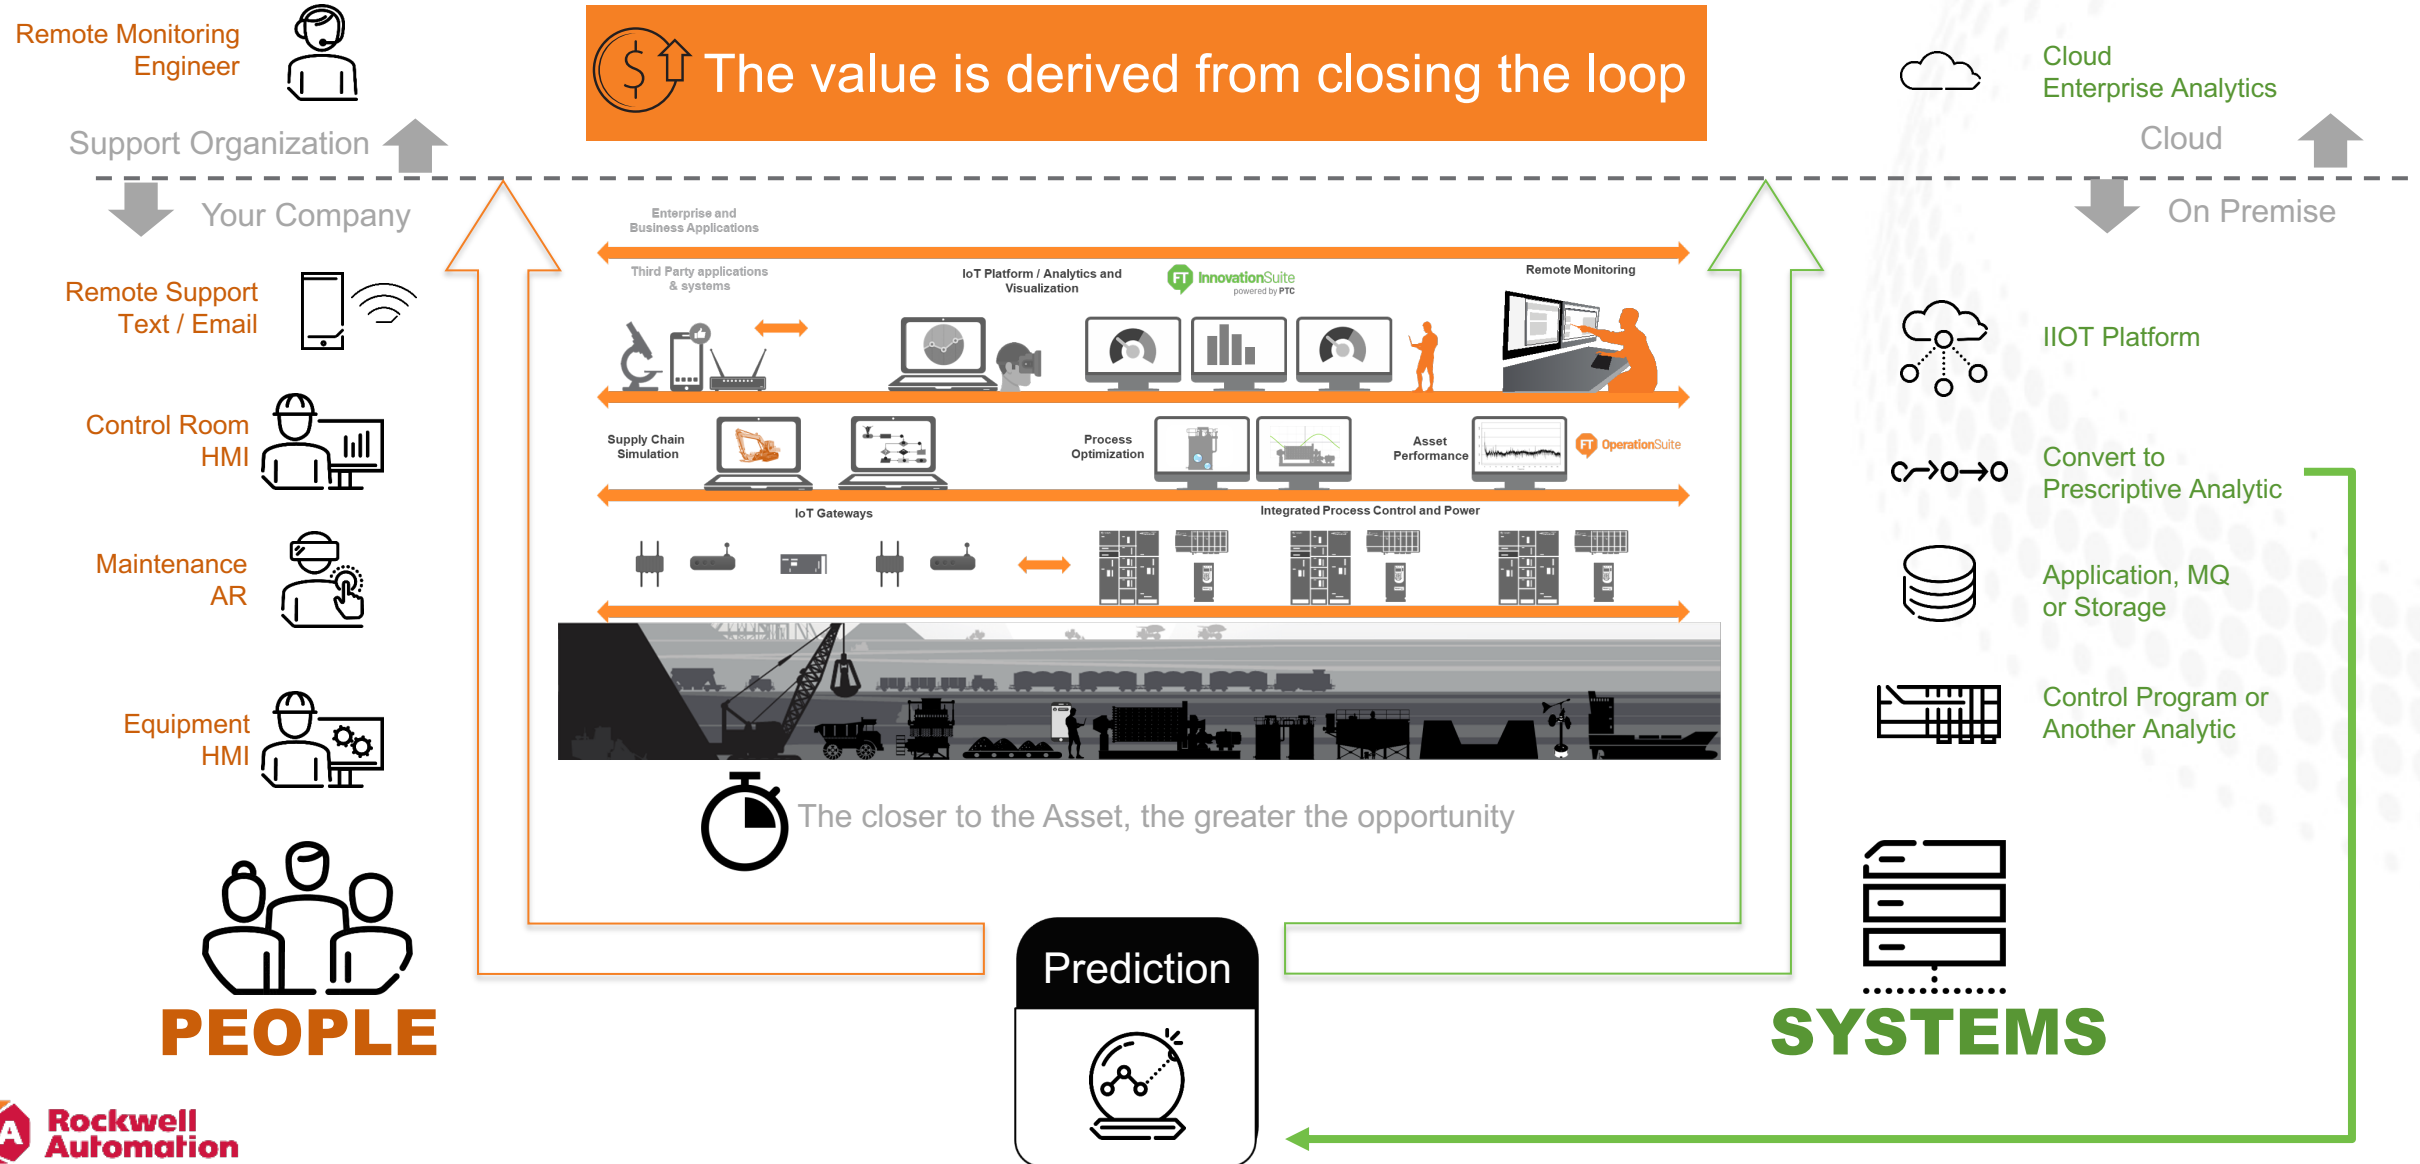 Remote Monitoring
Engineer
The value is derived from closing the loop
Cloud
Enterprise Analytics
Support Organization
Cloud
Your Company
On Premise
Enterprise and
Business Applications
Third Party applications
& systems
IoT Platform / Analytics and
Visualization
FT InnovationSuite
powered by PTC
Remote Monitoring
Remote Support
Text / Email
IIOT Platform
Control Room
HMI
Supply Chain
Simulation
Process
Optimization
Asset
Performance
FT OperationSuite
Convert to
Prescriptive Analytic
IoT Gateways
Integrated Process Control and Power
Maintenance
AR
Application, MQ
or Storage
Equipment
HMI
Control Program or
Another Analytic
The closer to the Asset, the greater the opportunity
Prediction
PEOPLE
SYSTEMS
A Rockwell
Automation